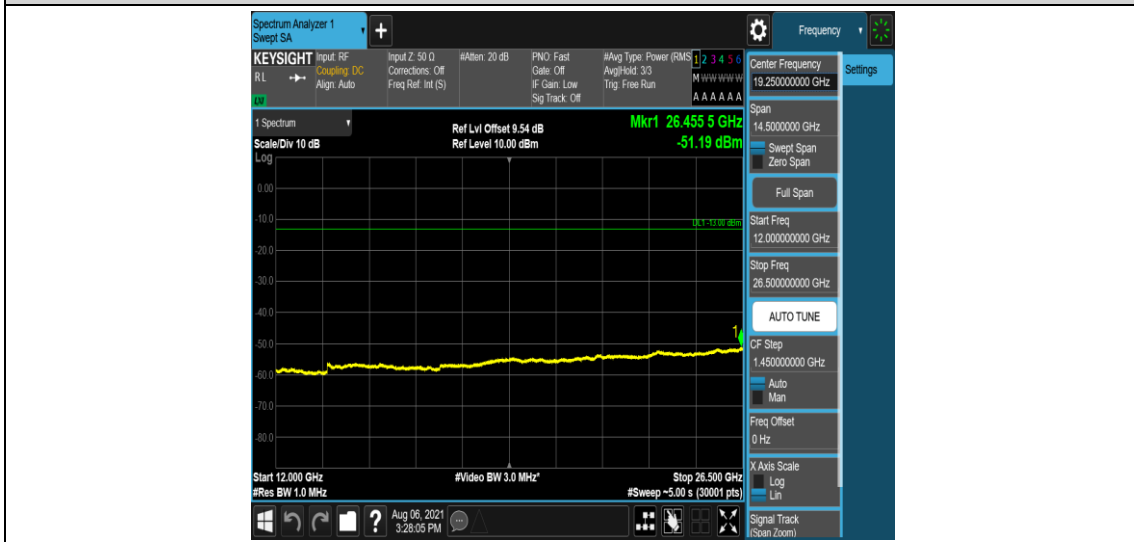 Spectrum Analyzer 1
Swept SA
Frequency
KEYSIGHT
RL
LXI
Input: RF
Coupling: DC
Align: Auto
Input Z: 50 Ω
Corrections: Off
Freq Ref: Int (S)
#Atten: 20 dB
PNO: Fast
Gate: Off
IF Gain: Low
Sig Track: Off
#Avg Type: Power (RMS
Avg|Hold: 3/3
Trig: Free Run
1 2 3 4 5 6
M W W W W W
A A A A A A
1 Spectrum
Scale/Div 10 dB
Ref Lvl Offset 9.54 dB
Ref Level 10.00 dBm
Mkr1 26.455 5 GHz
-51.19 dBm
Log
0.00
-10.0
-20.0
-30.0
-40.0
-50.0
-60.0
-70.0
-80.0
DL1 -13.00 dBm
1
Start 12.000 GHz
#Res BW 1.0 MHz
#Video BW 3.0 MHz*
Stop 26.500 GHz
#Sweep ~5.00 s (30001 pts)
?
Aug 06, 2021
3:28:05 PM
Center Frequency
19.250000000 GHz
Settings
Span
14.5000000 GHz
Swept Span
Zero Span
Full Span
Start Freq
12.000000000 GHz
Stop Freq
26.500000000 GHz
AUTO TUNE
CF Step
1.450000000 GHz
Auto
Man
Freq Offset
0 Hz
X Axis Scale
Log
Lin
Signal Track
(Span Zoom)